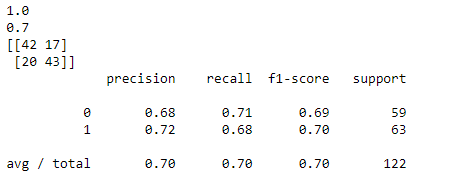 1.0
0.7
[[42 17]
 [20 43]]
             precision    recall  f1-score   support

          0       0.68      0.71      0.69        59
          1       0.72      0.68      0.70        63

avg / total       0.70      0.70      0.70       122